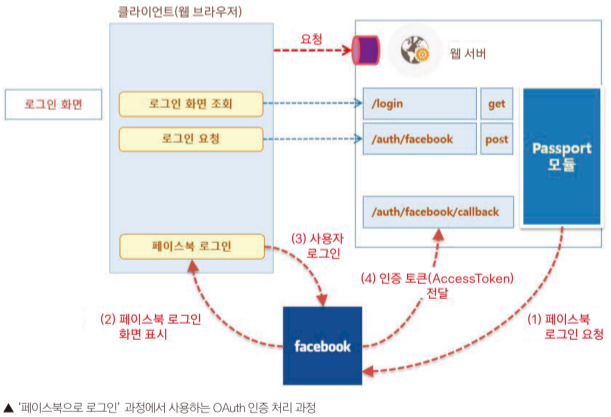 클라이언트(웹 브라우저)
요청
웹 서버
로그인 화면
로그인 화면 조회
/login
get
로그인 요청
/auth/facebook
post
Passport
모듈
/auth/facebook/callback
페이스북 로그인
(3) 사용자
로그인
(4) 인증 토큰(AccessToken)
전달
(2) 페이스북 로그인
화면 표시
facebook
(1) 페이스북
로그인 요청
▲ '페이스북으로 로그인' 과정에서 사용하는 OAuth 인증 처리 과정